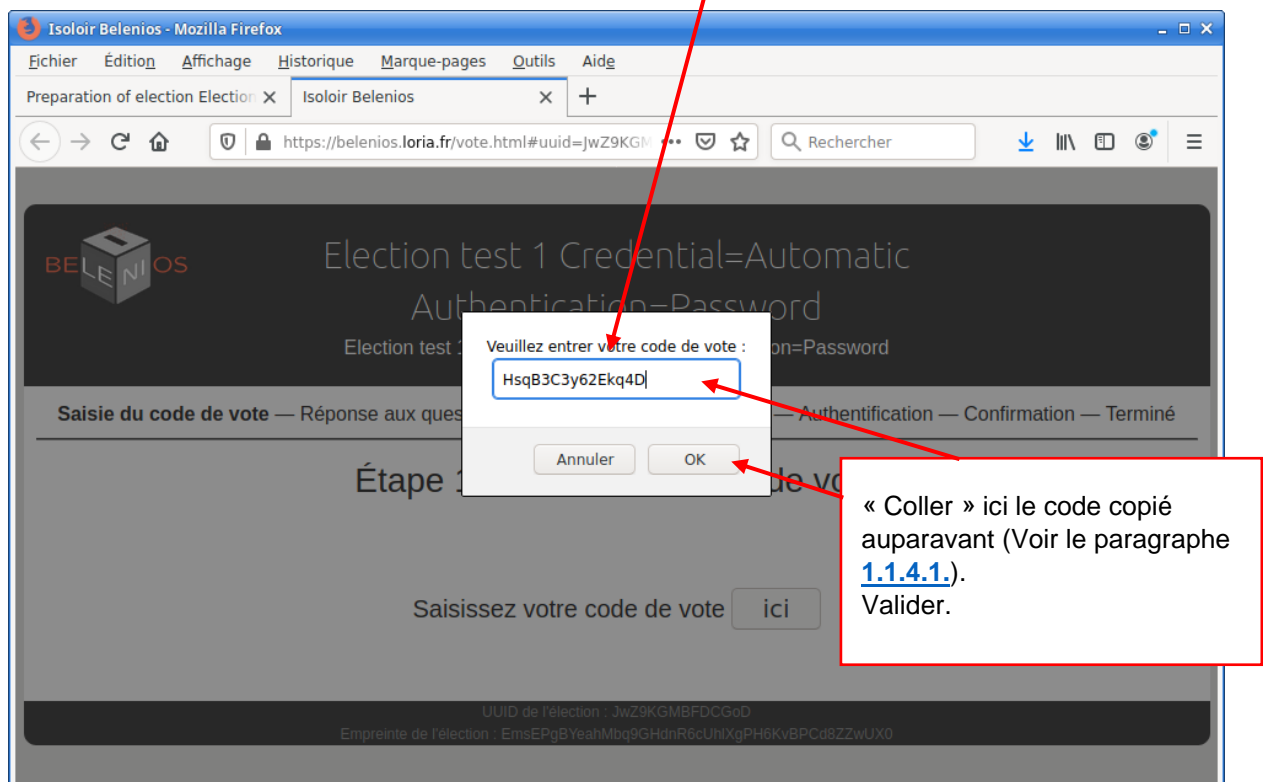 Isoloir Belenios - Mozilla Firefox
Fichier Édition Affichage Historique Marque-pages Outils Aide
Preparation of election Election Isoloir Belenios
https://belenios.loria.fr/vote.html#uuid=JwZ9KGM Rechercher
BELENIOS
Election test 1 Credential=Automatic
Authentication=Password
Election test on=Password
Veuillez entrer votre code de vote :
HsqB3C3y62Ekq4D
Annuler OK
Saisie du code de vote — Réponse aux ques — Authentification — Confirmation — Terminé
Étape de
« Coller » ici le code copié
auparavant (Voir le paragraphe
1.1.4.1.).
Valider.
Saisissez votre code de vote ici
UUID de l'élection : JwZ9KGMBFDCGoD
Empreinte de l'élection :